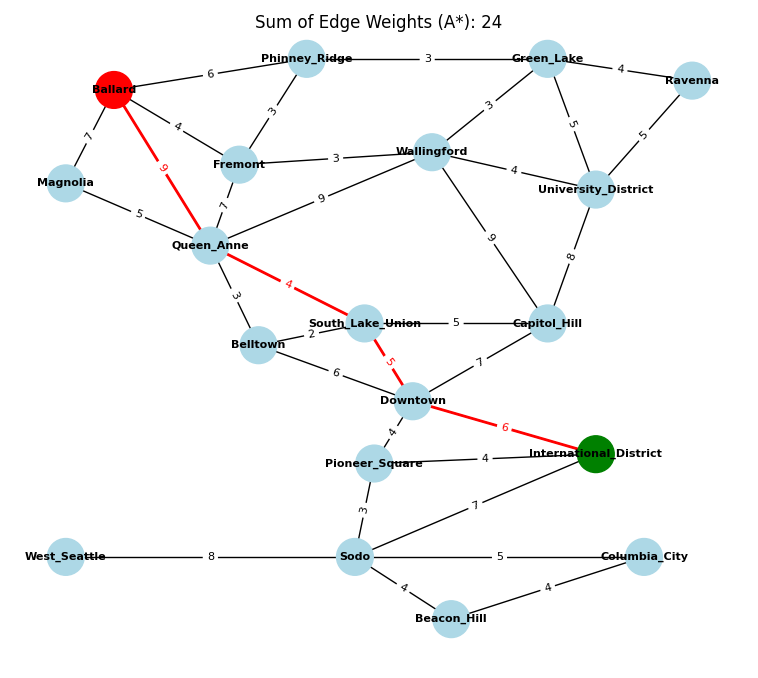 Sum of Edge Weights (A*): 24
Phinney_Ridge
3
Green_Lake
4
Ravenna
6
Ballard
3
3
5
5
7
4
Fremont
3
Wallingford
9
4
University_District
Magnolia
7
9
5
Queen_Anne
9
8
3
4
South_Lake_Union
5
Capitol_Hill
2
Belltown
5
7
6
Downtown
6
4
Pioneer_Square
4
International_District
3
7
West_Seattle
8
Sodo
5
Columbia_City
4
4
Beacon_Hill